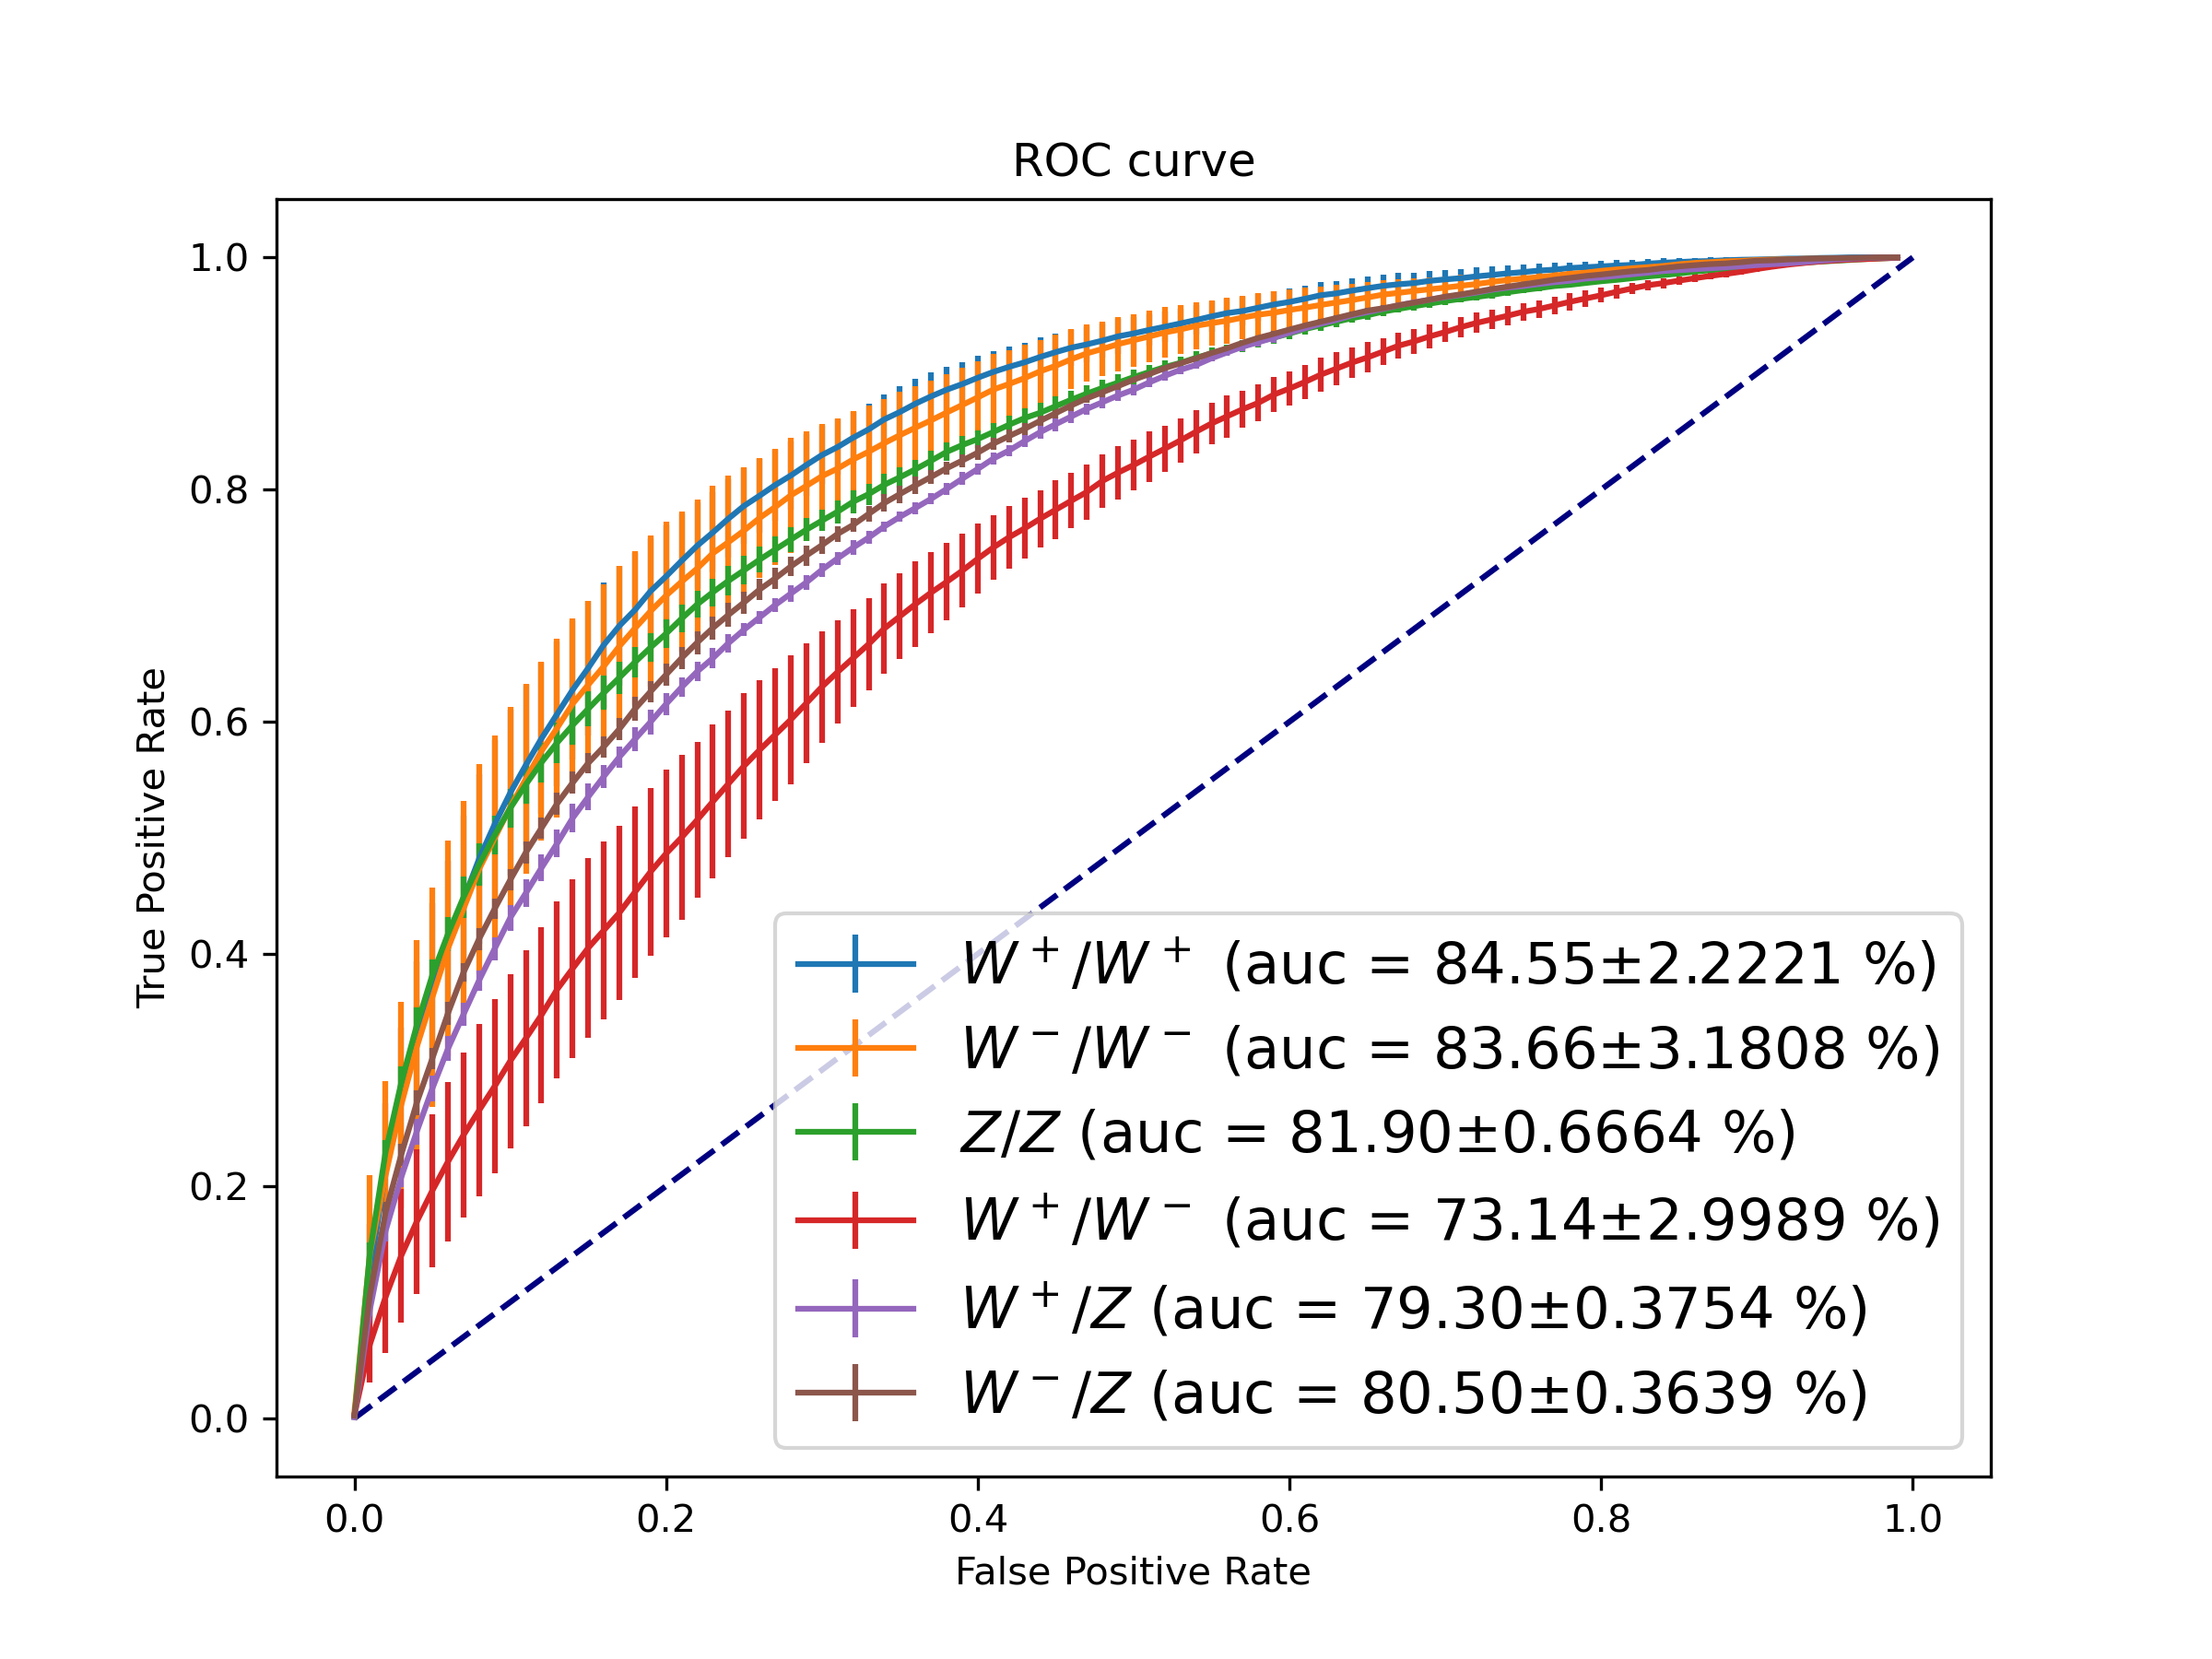 ROC curve
True Positive Rate
1.0
0.8
0.6
0.4
0.2
0.0
W⁺/W⁺ (auc = 84.55±2.2221 %)
W⁻/W⁻ (auc = 83.66±3.1808 %)
Z/Z (auc = 81.90±0.6664 %)
W⁺/W⁻ (auc = 73.14±2.9989 %)
W⁺/Z (auc = 79.30±0.3754 %)
W⁻/Z (auc = 80.50±0.3639 %)
0.0 0.2 0.4 0.6 0.8 1.0
False Positive Rate